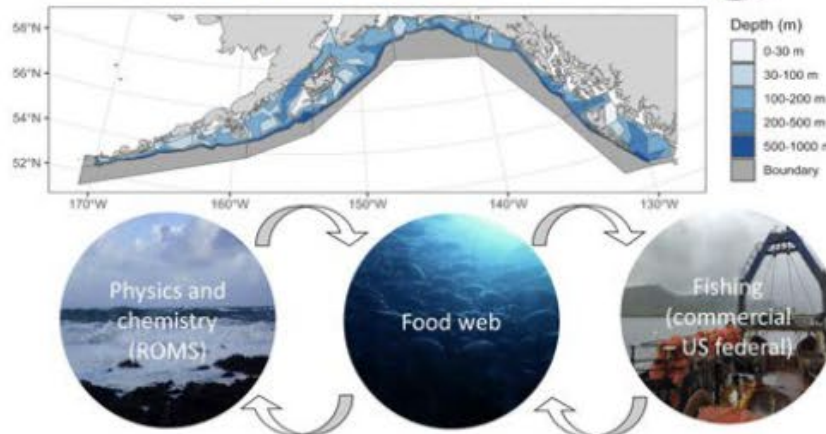 58°N
56°N
54°N
52°N
170°W
160°W
150°W
140°W
130°W
Depth (m)
0-30 m
30-100 m
100-200 m
200-500 m
500-1000 m
Boundary
Physics and
chemistry
(ROMS)
Food web
Fishing
(commercial
- US federal)